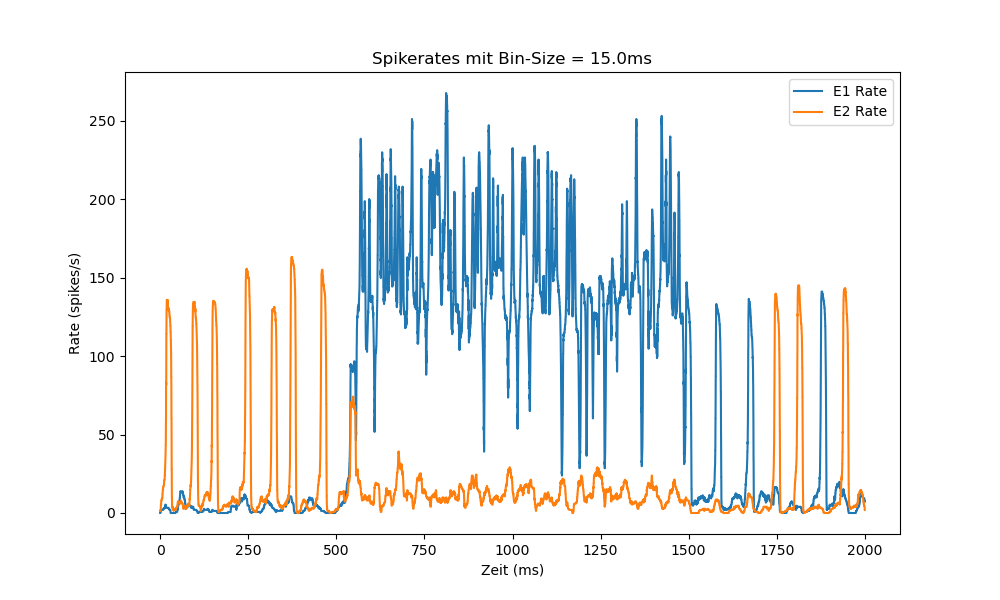 Spikerates mit Bin-Size = 15.0ms
E1 Rate
E2 Rate
Rate (spikes/s)
250
200
150
100
50
0
0 250 500 750 1000 1250 1500 1750 2000
Zeit (ms)